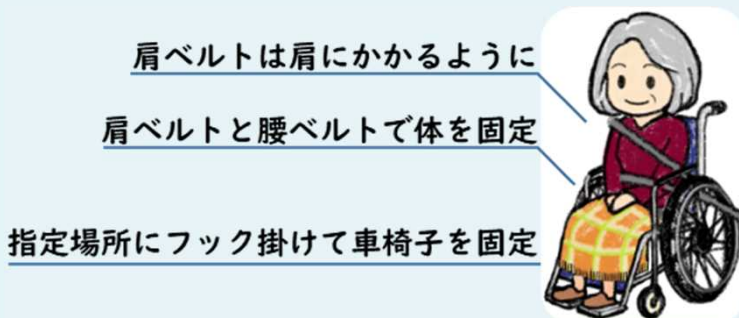 肩ベルトは肩にかかるように
肩ベルトと腰ベルトで体を固定
指定場所にフック掛けて車椅子を固定